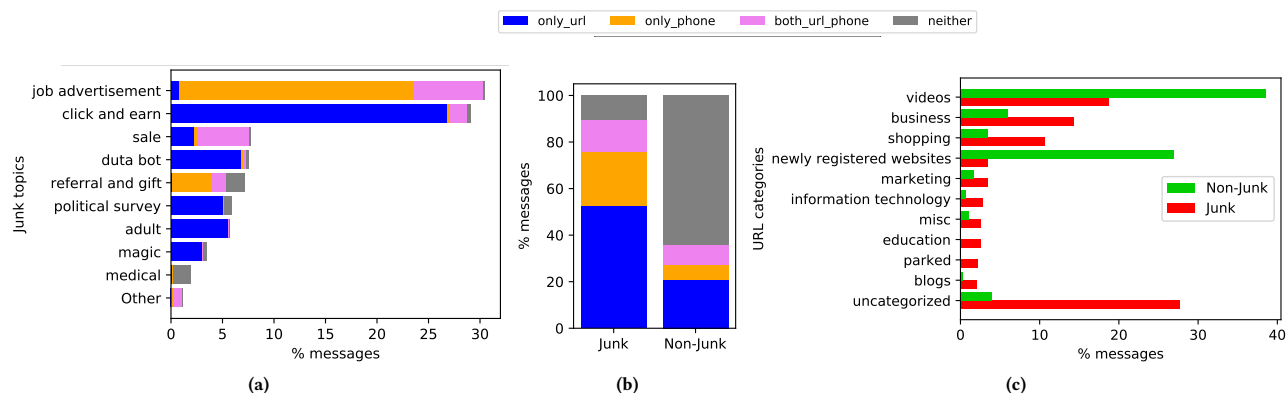 only_url only_phone both_url_phone neither
Junk topics
job advertisement
click and earn
sale
duta bot
referral and gift
political survey
adult
magic
medical
Other
0 5 10 15 20 25 30
% messages
(a)
% messages
100
80
60
40
20
0
Junk Non-Junk
(b)
URL categories
videos
business
shopping
newly registered websites
marketing
information technology
misc
education
parked
blogs
uncategorized
Non-Junk
Junk
0 10 20 30 40
% messages
(c)